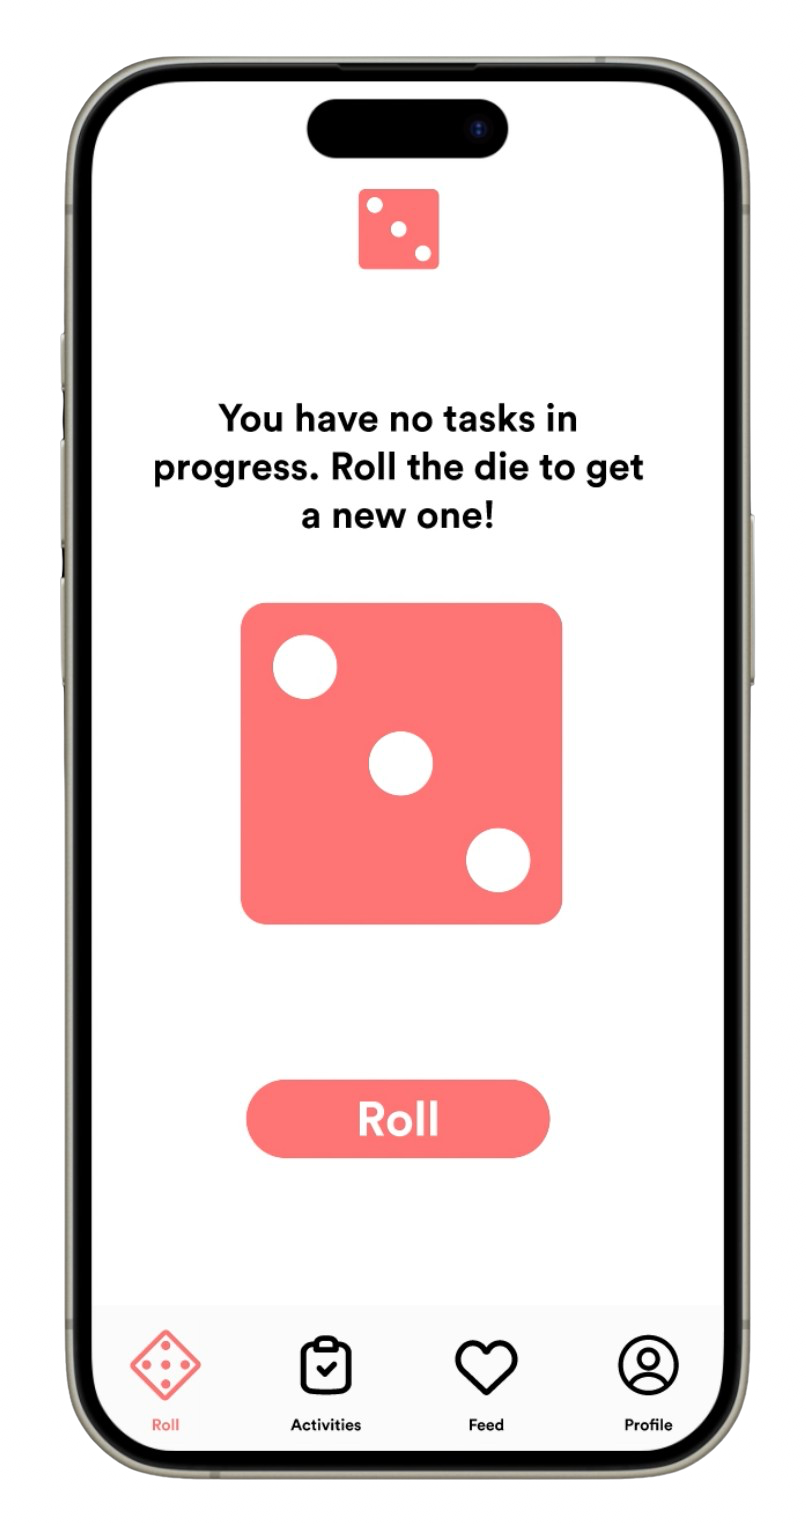 You have no tasks in
progress. Roll the die to get
a new one!
Roll
Roll
Activities
Feed
Profile